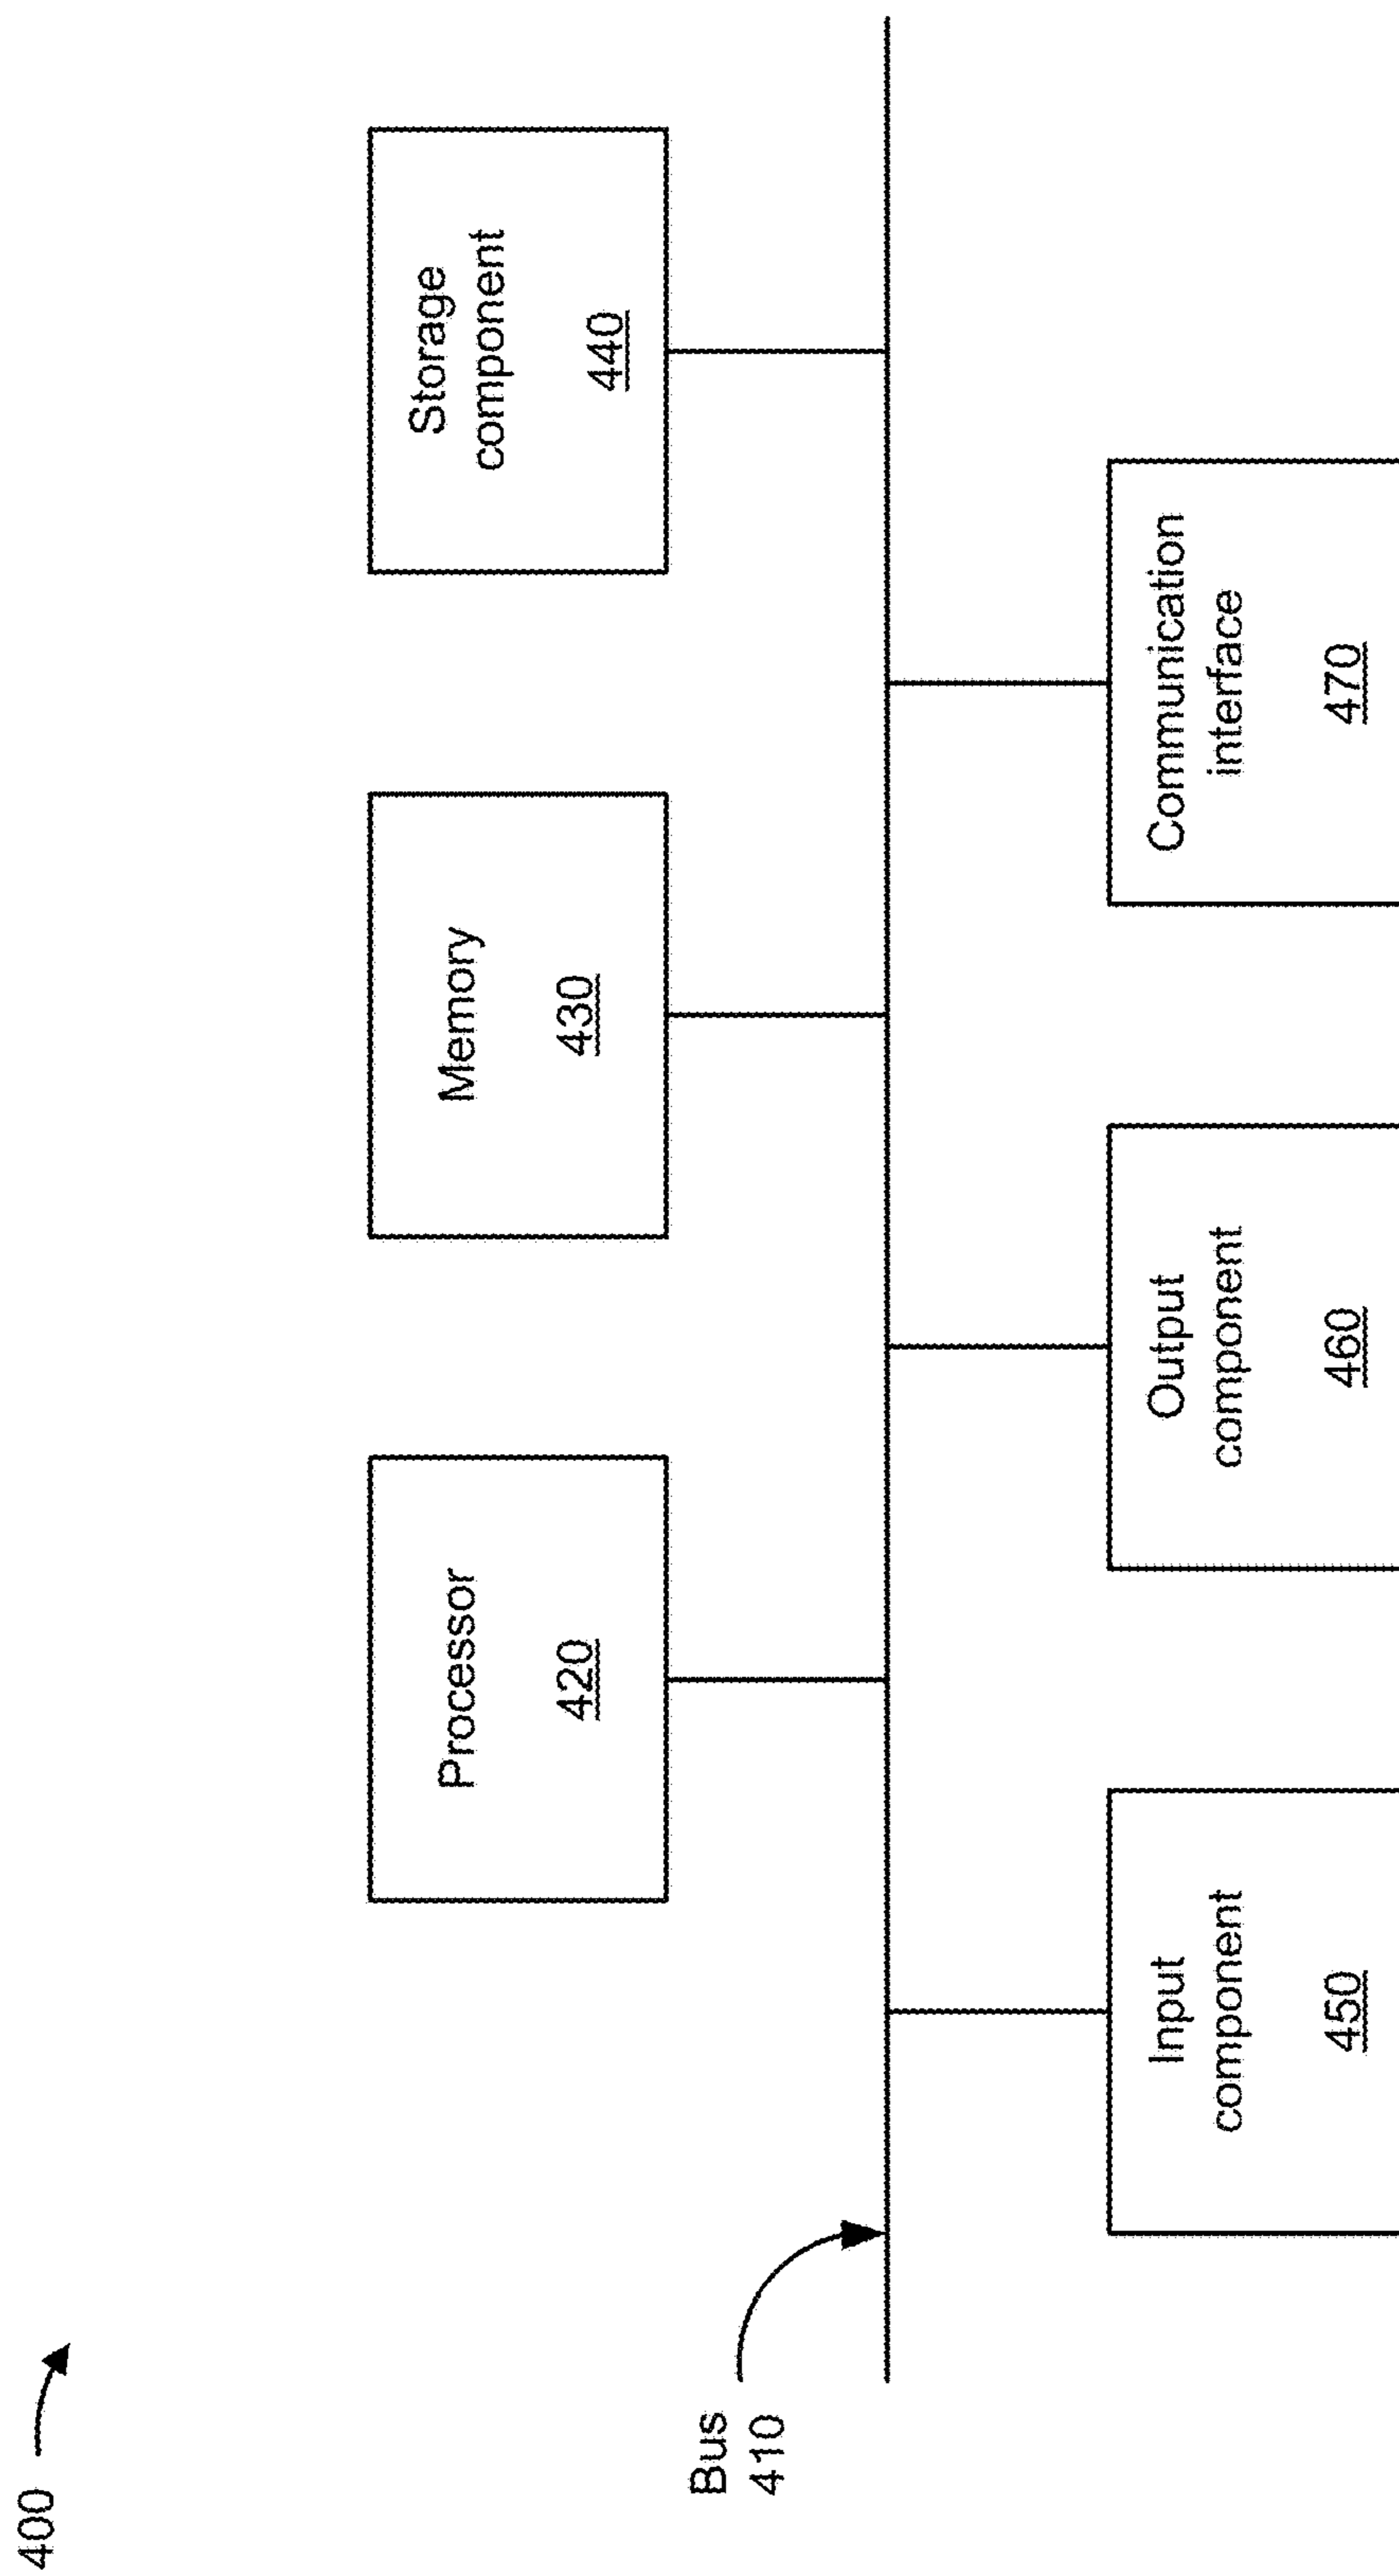 400
Processor
420
Memory
430
Storage
component
440
Bus
410
Input
component
450
Output
component
460
Communication
interface
470